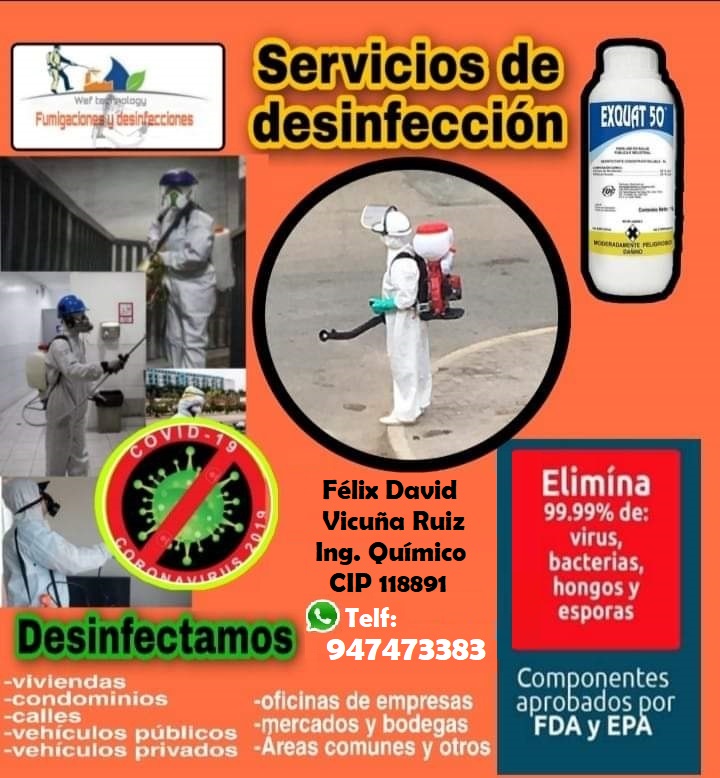 Wef technology
Fumigaciones y desinfecciones
Servicios de
desinfección
EXQUAT 50
Contenido Neto:
MODERADAMENTE PELIGROSO
DAÑINO
COVID-19
CORONAVIRUS 2019
Félix David
Vicuña Ruiz
Ing. Químico
CIP 118891
Telf:
947473383
Elimína
99.99% de:
virus,
bacterias,
hongos y
esporas
Componentes
aprobados por
FDA y EPA
Desinfectamos
-viviendas
-condominios
-calles
-vehículos públicos
-vehículos privados
-oficinas de empresas
-mercados y bodegas
-Áreas comunes y otros